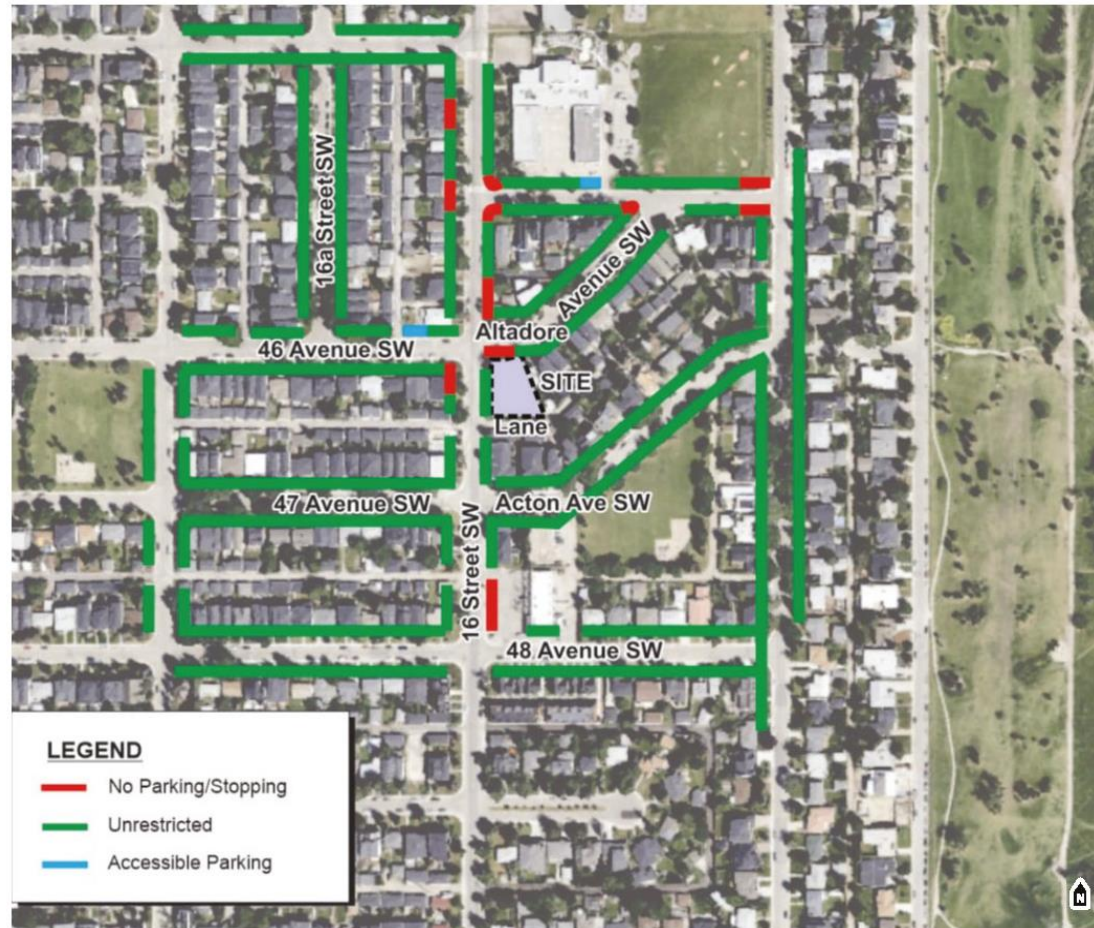 16a Street SW
Avenue SW
Altadore
46 Avenue SW
SITE
Lane
47 Avenue SW
Acton Ave SW
16 Street SW
48 Avenue SW
LEGEND
No Parking/Stopping
Unrestricted
Accessible Parking
N